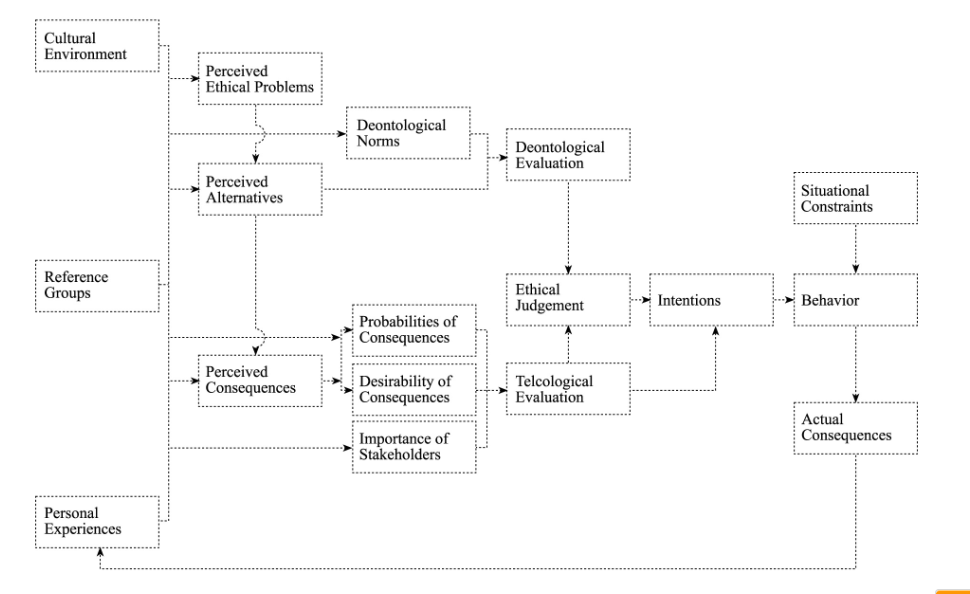 Cultural
Environment
Perceived
Ethical Problems
Deontological
Norms
Deontological
Evaluation
Perceived
Alternatives
Situational
Constraints
Reference
Groups
Ethical
Judgement
Intentions
Behavior
Probabilities of
Consequences
Perceived
Consequences
Desirability of
Consequences
Telcological
Evaluation
Importance of
Stakeholders
Actual
Consequences
Personal
Experiences